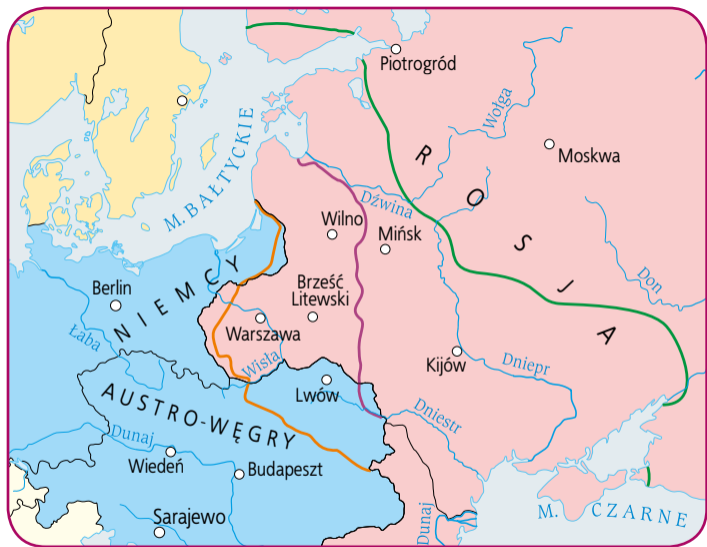 Piotrogród
Wołga
Moskwa
M. BAŁTYCKIE
ROSJA
Dźwina
Wilno
Mińsk
Don
NIEMCY
Berlin
Brześć
Litewski
Warszawa
Łaba
Wisła
Kijów
Dniepr
Lwów
AUSTRO-WĘGRY
Dniestr
Dunaj
Wiedeń
Budapeszt
Sarajewo
Dunaj
M. CZARNE